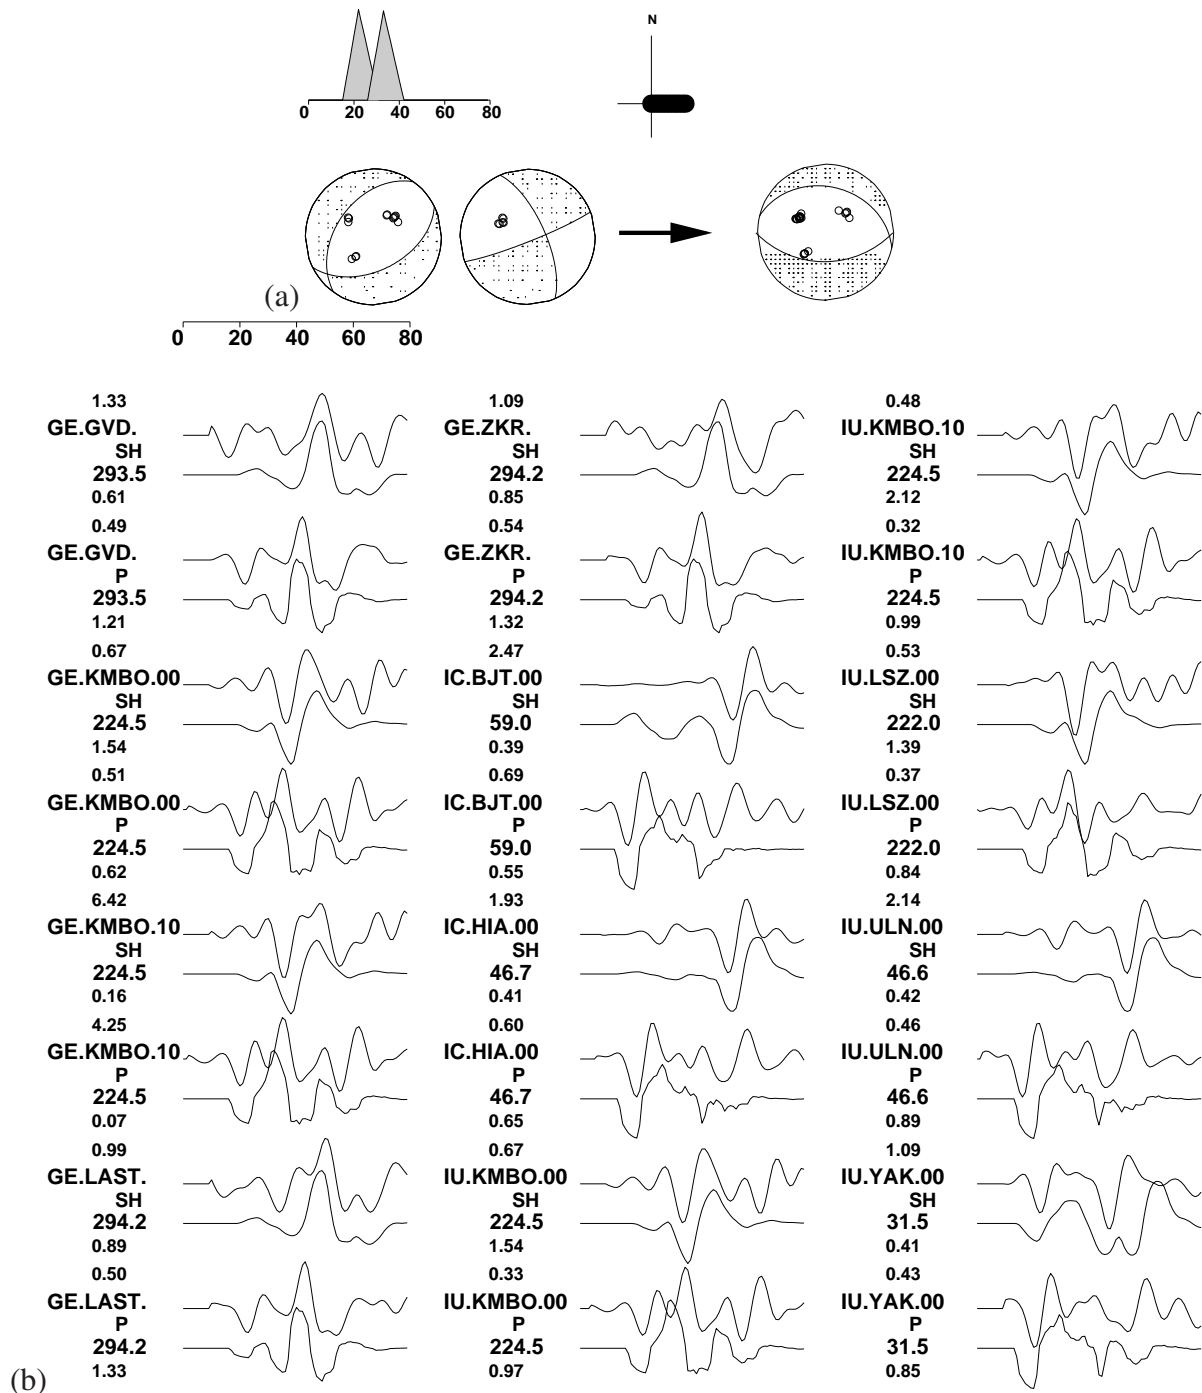 N
0 20 40 60 80
(a)
0 20 40 60 80
1.33
GE.GVD.
SH
293.5
0.61
0.49
GE.GVD.
P
293.5
1.21
0.67
GE.KMBO.00
SH
224.5
1.54
0.51
GE.KMBO.00
P
224.5
0.62
6.42
GE.KMBO.10
SH
224.5
0.16
4.25
GE.KMBO.10
P
224.5
0.07
0.99
GE.LAST.
SH
294.2
0.89
0.50
GE.LAST.
P
294.2
1.33
1.09
GE.ZKR.
SH
294.2
0.85
0.54
GE.ZKR.
P
294.2
1.32
2.47
IC.BJT.00
SH
59.0
0.39
0.69
IC.BJT.00
P
59.0
0.55
1.93
IC.HIA.00
SH
46.7
0.41
0.60
IC.HIA.00
P
46.7
0.65
0.67
IU.KMBO.00
SH
224.5
1.54
0.33
IU.KMBO.00
P
224.5
0.97
0.48
IU.KMBO.10
SH
224.5
2.12
0.32
IU.KMBO.10
P
224.5
0.99
0.53
IU.LSZ.00
SH
222.0
1.39
0.37
IU.LSZ.00
P
222.0
0.84
2.14
IU.ULN.00
SH
46.6
0.42
0.46
IU.ULN.00
P
46.6
0.89
1.09
IU.YAK.00
SH
31.5
0.41
0.43
IU.YAK.00
P
31.5
0.85
(b)